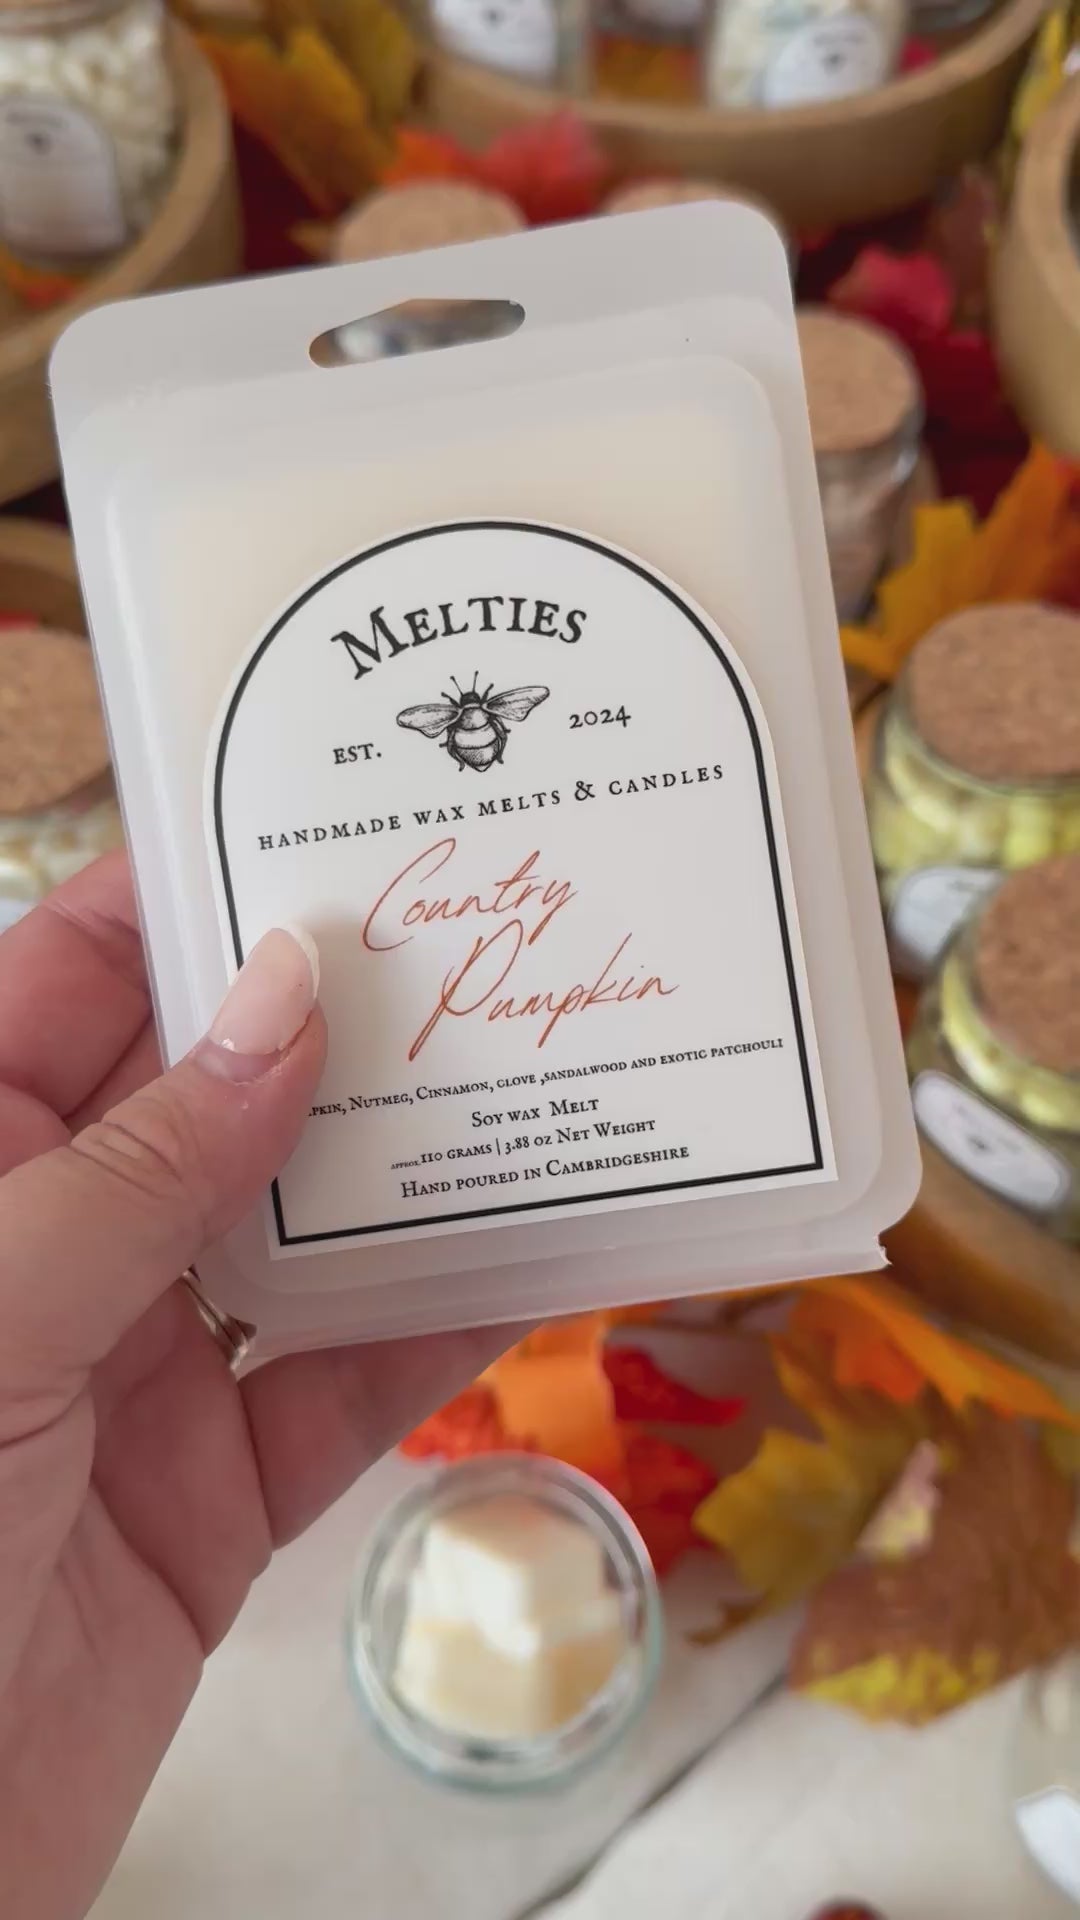 MELTIES
EST. 2024
HANDMADE WAX MELTS & CANDLES
Country
Pumpkin
PKIN, NUTMEG, CINNAMON, CLOVE ,SANDALWOOD AND EXOTIC PATCHOULI
SOY WAX MELT
APPROX. 110 GRAMS | 3.88 OZ NET WEIGHT
HAND POURED IN CAMBRIDGESHIRE